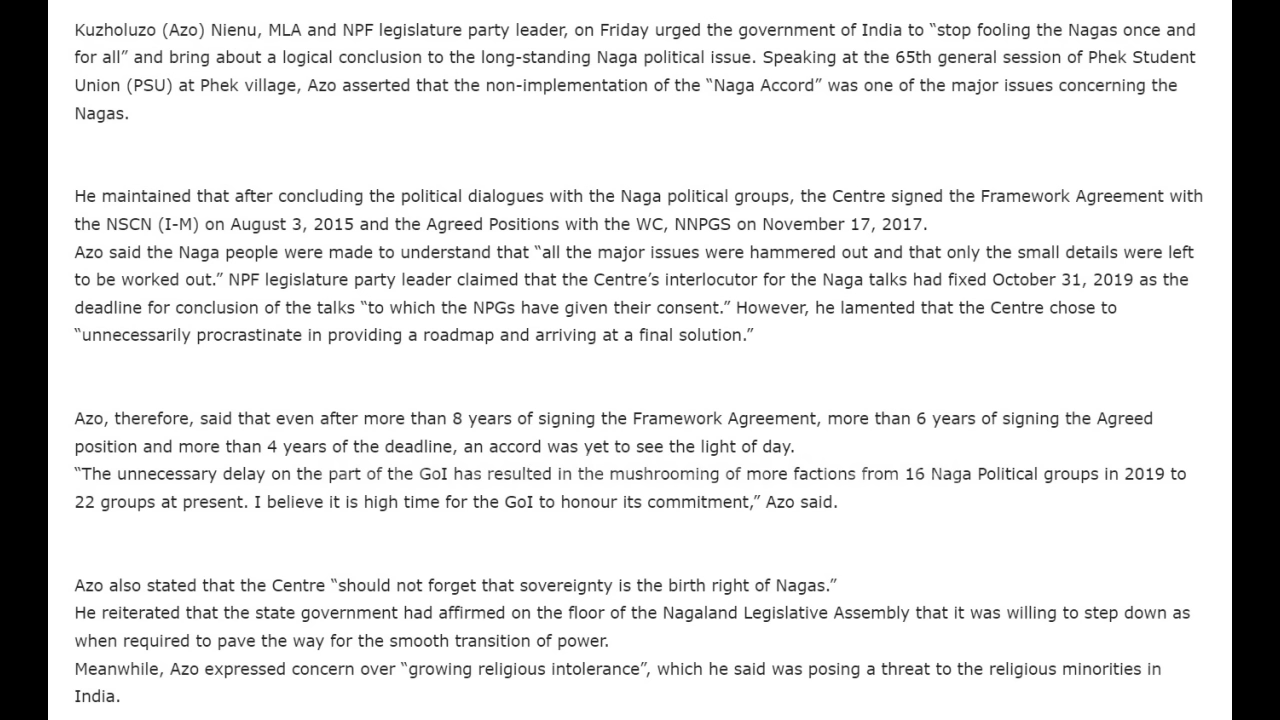 Kuzholuzo (Azo) Nienu, MLA and NPF legislature party leader, on Friday urged the government of India to “stop fooling the Nagas once and
for all” and bring about a logical conclusion to the long-standing Naga political issue. Speaking at the 65th general session of Phek Student
Union (PSU) at Phek village, Azo asserted that the non-implementation of the “Naga Accord” was one of the major issues concerning the
Nagas.
He maintained that after concluding the political dialogues with the Naga political groups, the Centre signed the Framework Agreement with
the NSCN (I-M) on August 3, 2015 and the Agreed Positions with the WC, NNPGS on November 17, 2017.
Azo said the Naga people were made to understand that “all the major issues were hammered out and that only the small details were left
to be worked out.” NPF legislature party leader claimed that the Centre’s interlocutor for the Naga talks had fixed October 31, 2019 as the
deadline for conclusion of the talks “to which the NPGs have given their consent.” However, he lamented that the Centre chose to
“unnecessarily procrastinate in providing a roadmap and arriving at a final solution.”
Azo, therefore, said that even after more than 8 years of signing the Framework Agreement, more than 6 years of signing the Agreed
position and more than 4 years of the deadline, an accord was yet to see the light of day.
“The unnecessary delay on the part of the GoI has resulted in the mushrooming of more factions from 16 Naga Political groups in 2019 to
22 groups at present. I believe it is high time for the GoI to honour its commitment,” Azo said.
Azo also stated that the Centre “should not forget that sovereignty is the birth right of Nagas.”
He reiterated that the state government had affirmed on the floor of the Nagaland Legislative Assembly that it was willing to step down as
when required to pave the way for the smooth transition of power.
Meanwhile, Azo expressed concern over “growing religious intolerance”, which he said was posing a threat to the religious minorities in
India.